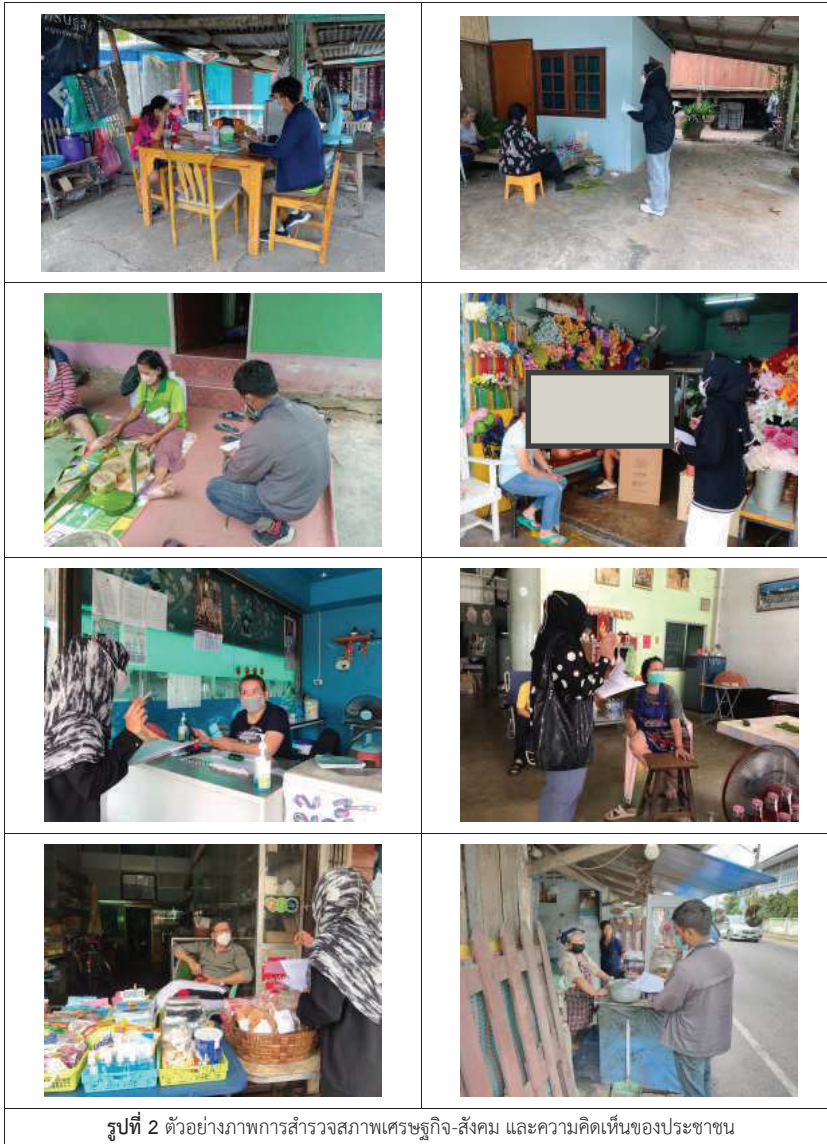 รูปที่ 2 ตัวอย่างภาพการสำรวจสภาพเศรษฐกิจ-สังคม และความคิดเห็นของประชาชน